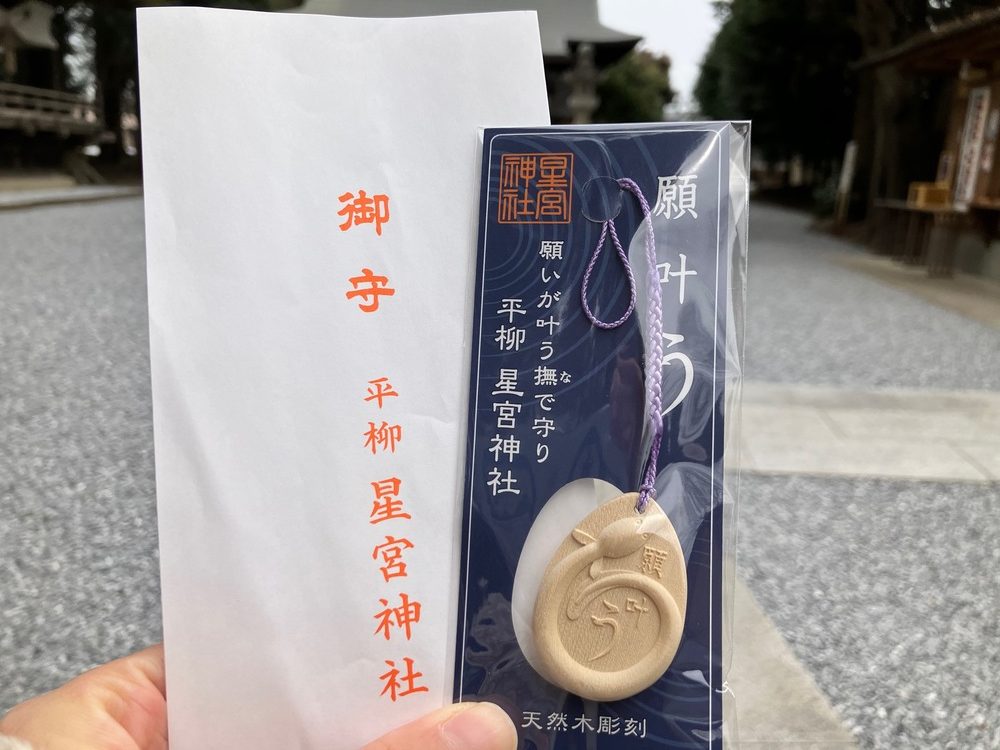 御守
平柳 星宮神社
星宮
神社
願叶う
願いが叶う撫で守り
な
平柳 星宮神社
願
叶
う
天然木彫刻